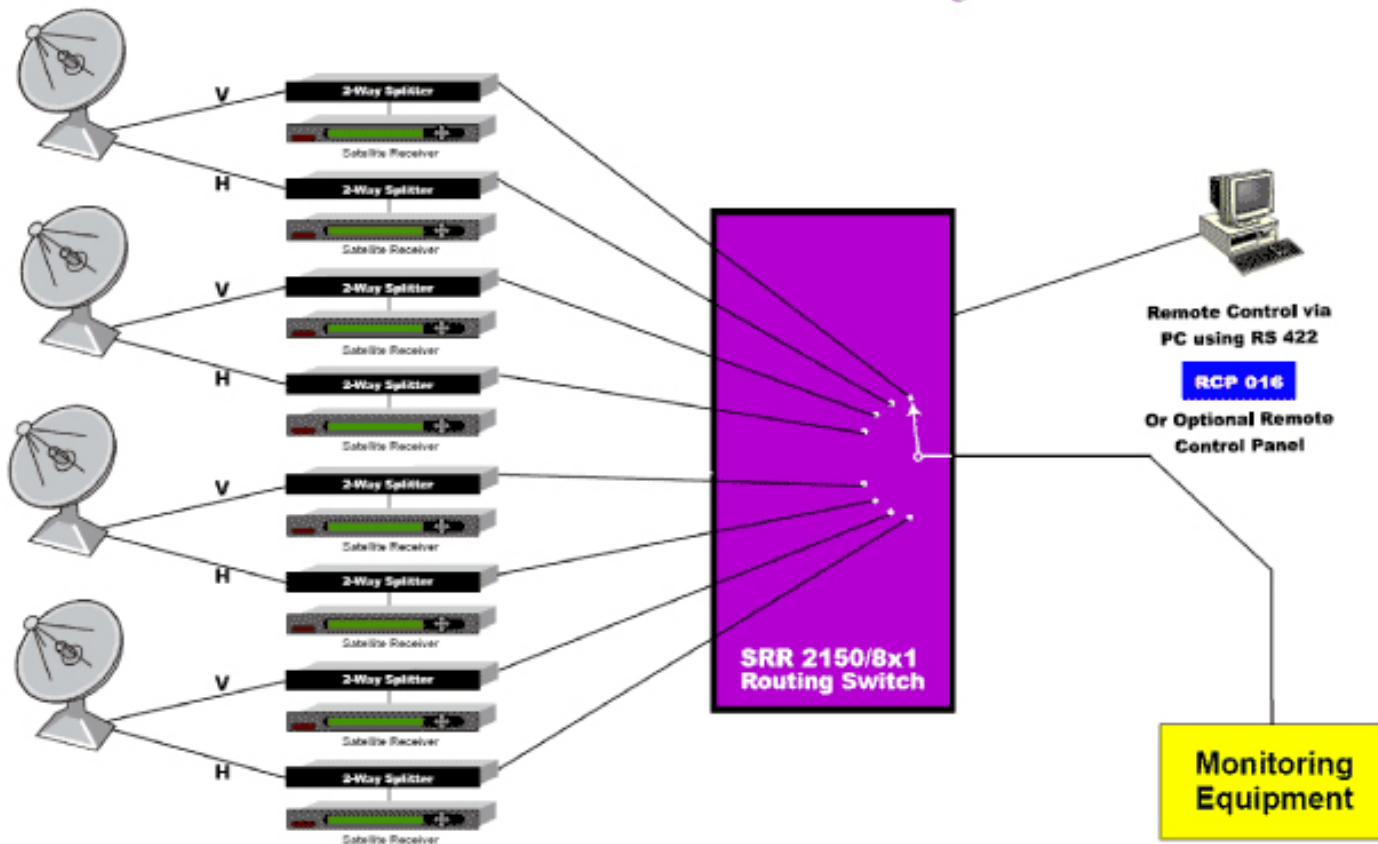 V
2-Way Splitter
Satellite Receiver
H
2-Way Splitter
Satellite Receiver
V
2-Way Splitter
Satellite Receiver
H
2-Way Splitter
Satellite Receiver
V
2-Way Splitter
Satellite Receiver
H
2-Way Splitter
Satellite Receiver
V
2-Way Splitter
Satellite Receiver
H
2-Way Splitter
Satellite Receiver
SRR 2150/8x1
Routing Switch
Remote Control via
PC using RS 422
RCP 016
Or Optional Remote
Control Panel
Monitoring
Equipment